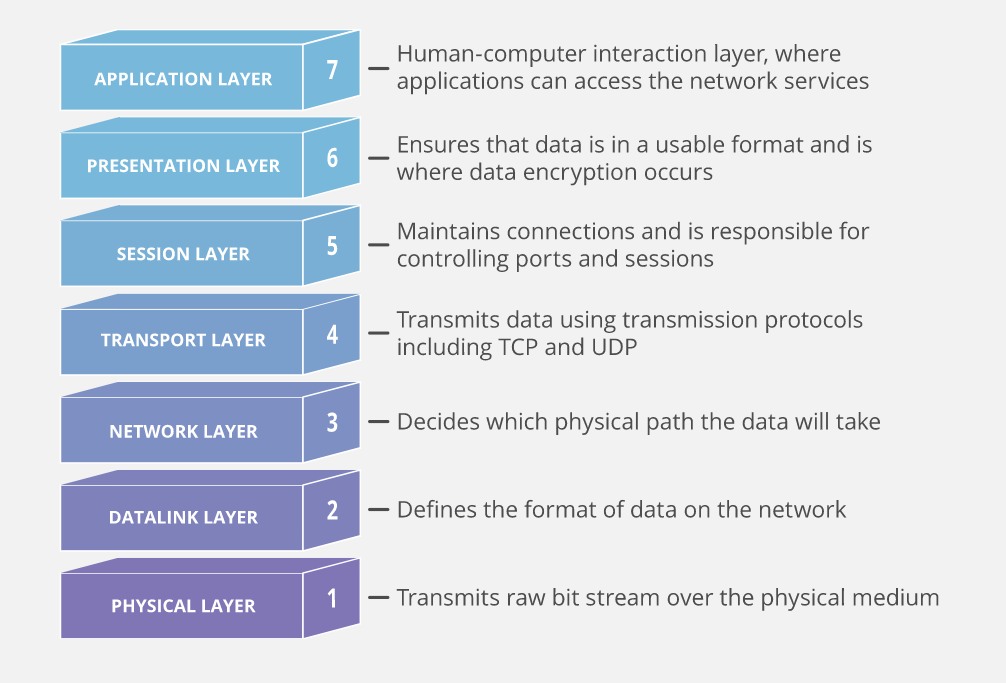 APPLICATION LAYER
7
Human-computer interaction layer, where
applications can access the network services
PRESENTATION LAYER
6
Ensures that data is in a usable format and is
where data encryption occurs
SESSION LAYER
5
Maintains connections and is responsible for
controlling ports and sessions
TRANSPORT LAYER
4
Transmits data using transmission protocols
including TCP and UDP
NETWORK LAYER
3
Decides which physical path the data will take
DATALINK LAYER
2
Defines the format of data on the network
PHYSICAL LAYER
1
Transmits raw bit stream over the physical medium